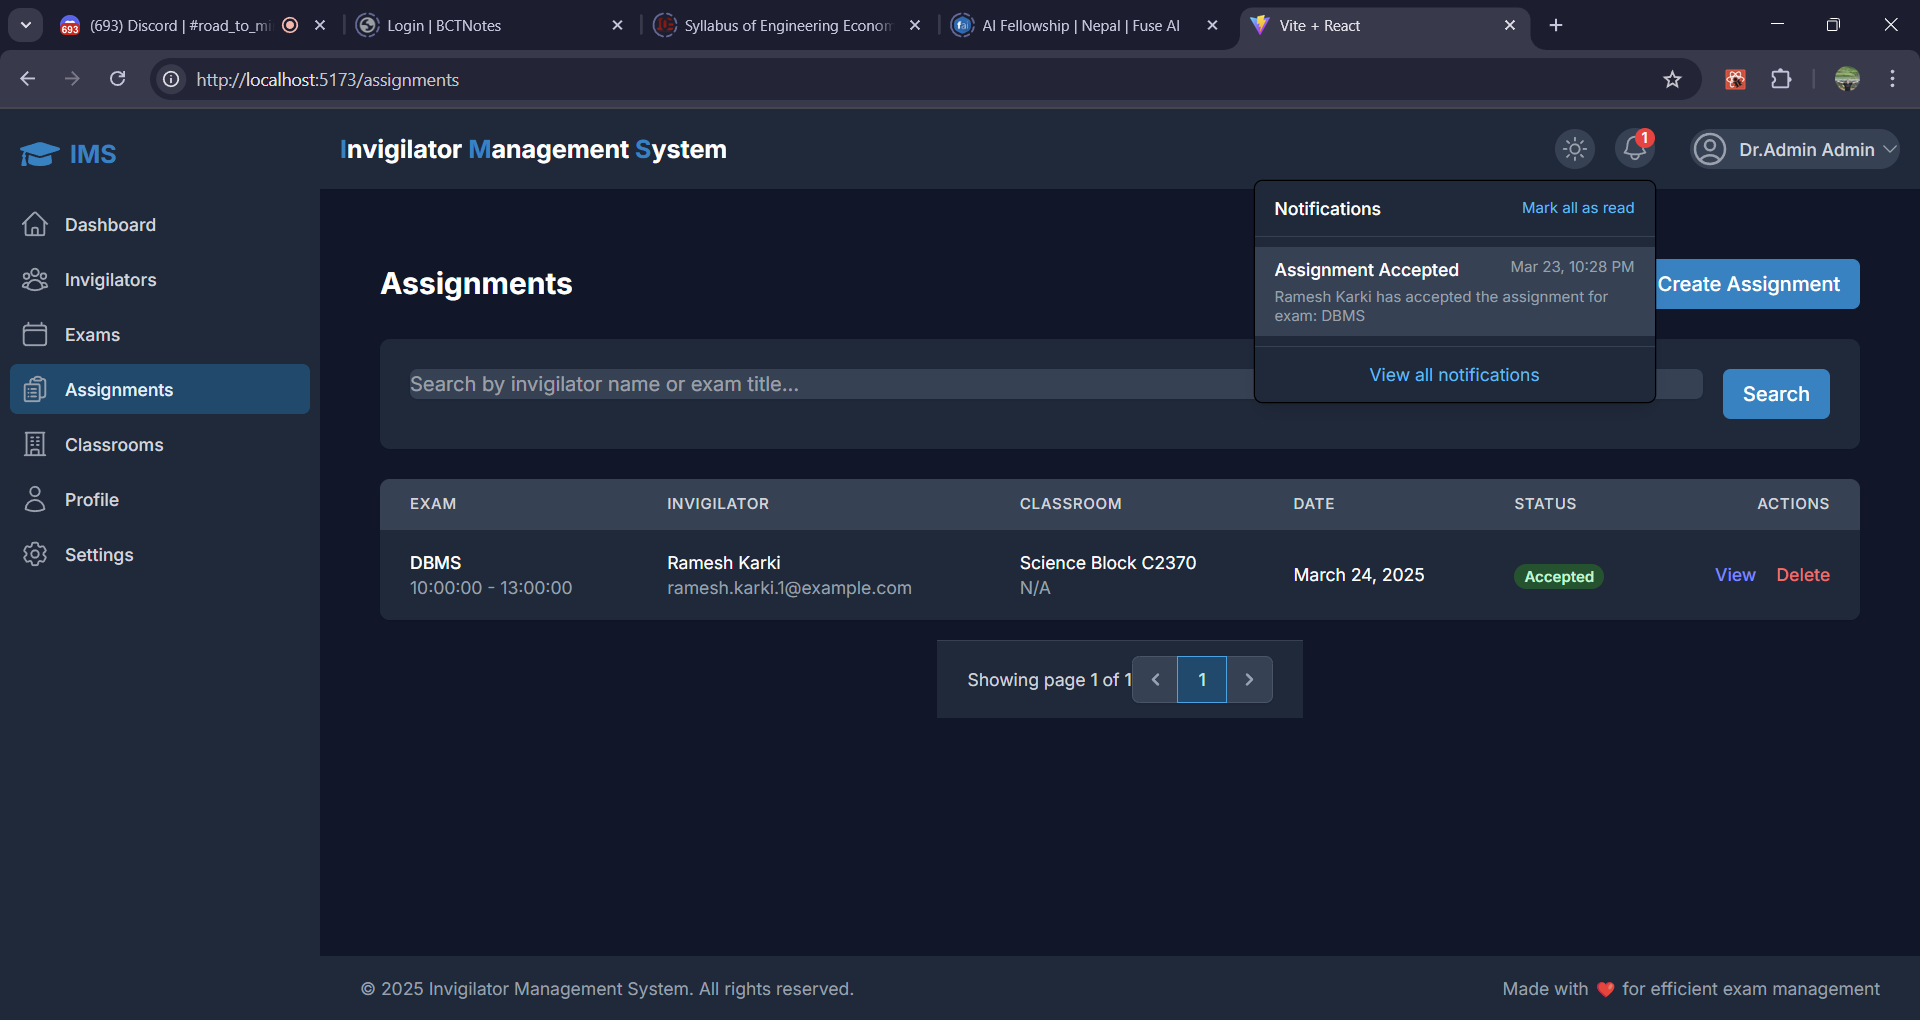 693
(693) Discord | #road_to_mi
Login | BCTNotes
Syllabus of Engineering Econom
fai
AI Fellowship | Nepal | Fuse AI
Vite + React
http://localhost:5173/assignments
IMS
Invigilator Management System
1
Dr.Admin Admin
Dashboard
Invigilators
Exams
Assignments
Classrooms
Profile
Settings
Notifications
Mark all as read
Assignment Accepted
Mar 23, 10:28 PM
Ramesh Karki has accepted the assignment for
exam: DBMS
View all notifications
Assignments
Create Assignment
Search by invigilator name or exam title...
Search
EXAM INVIGILATOR CLASSROOM DATE STATUS ACTIONS
DBMS Ramesh Karki Science Block C2370 March 24, 2025 Accepted View Delete
10:00:00 - 13:00:00 ramesh.karki.1@example.com N/A
Showing page 1 of 1
1
© 2025 Invigilator Management System. All rights reserved.
Made with ❤️ for efficient exam management